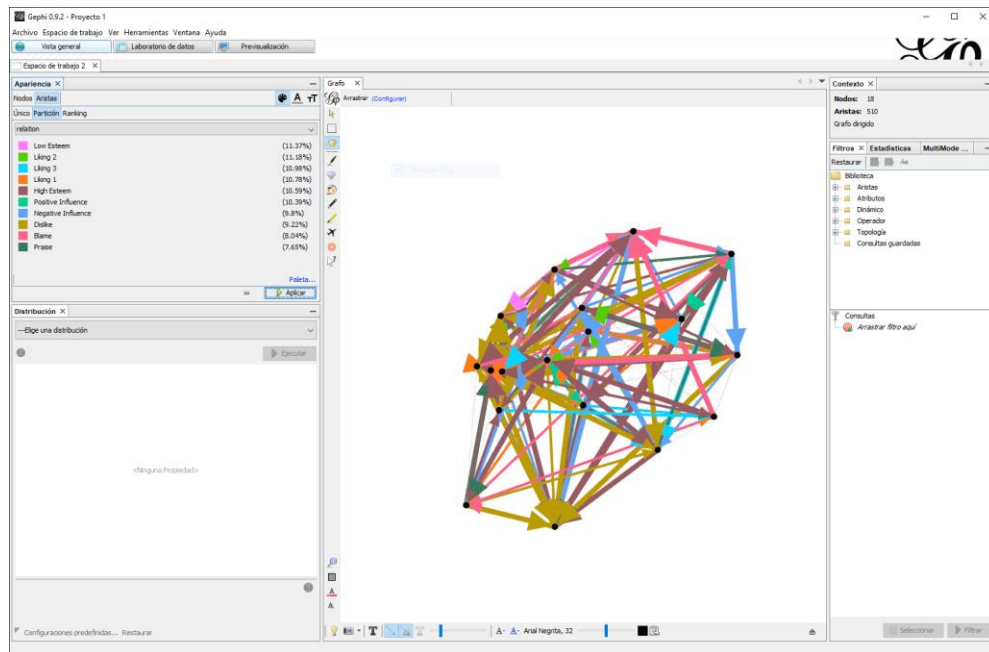 Gephi 0.9.2 - Proyecto 1
Archivo Espacio de trabajo Ver Herramientas Ventana Ayuda
Vista general Laboratorio de datos Previsualización
Espacio de trabajo 2
Apariencia
Nodos Aristas
Único Partición Ranking
relation
Low Esteem (11.37%)
Liking 2 (11.18%)
Liking 3 (10.98%)
Liking 1 (10.78%)
High Esteem (10.59%)
Positive Influence (10.39%)
Negative Influence (9.8%)
Dislike (9.22%)
Blame (8.04%)
Praise (7.65%)
Paleta...
Aplicar
Distribución
---Elige una distribución
Ejecutar
<Ninguna Propiedad>
Configuraciones predefinidas... Restaurar
Grafo
Arrastrar (Configurar)
A- A- Arial Negrita, 32
Contexto
Nodos: 18
Aristas: 510
Grafo dirigido
Filtros Estadísticas MultiMode ...
Restaurar
Biblioteca
Aristas
Atributos
Dinámico
Operador
Topología
Consultas guardadas
Consultas
Arrastrar filtro aquí
Seleccionar Filtrar